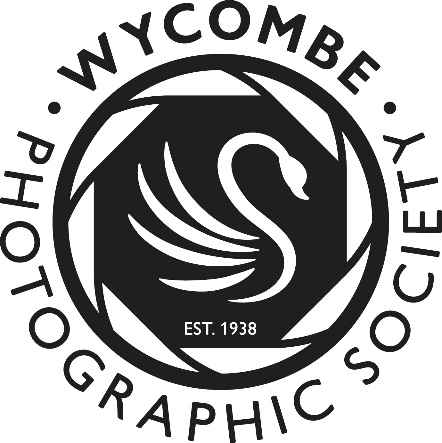 • WYCOMBE •
PHOTOGRAPHIC SOCIETY
EST. 1938